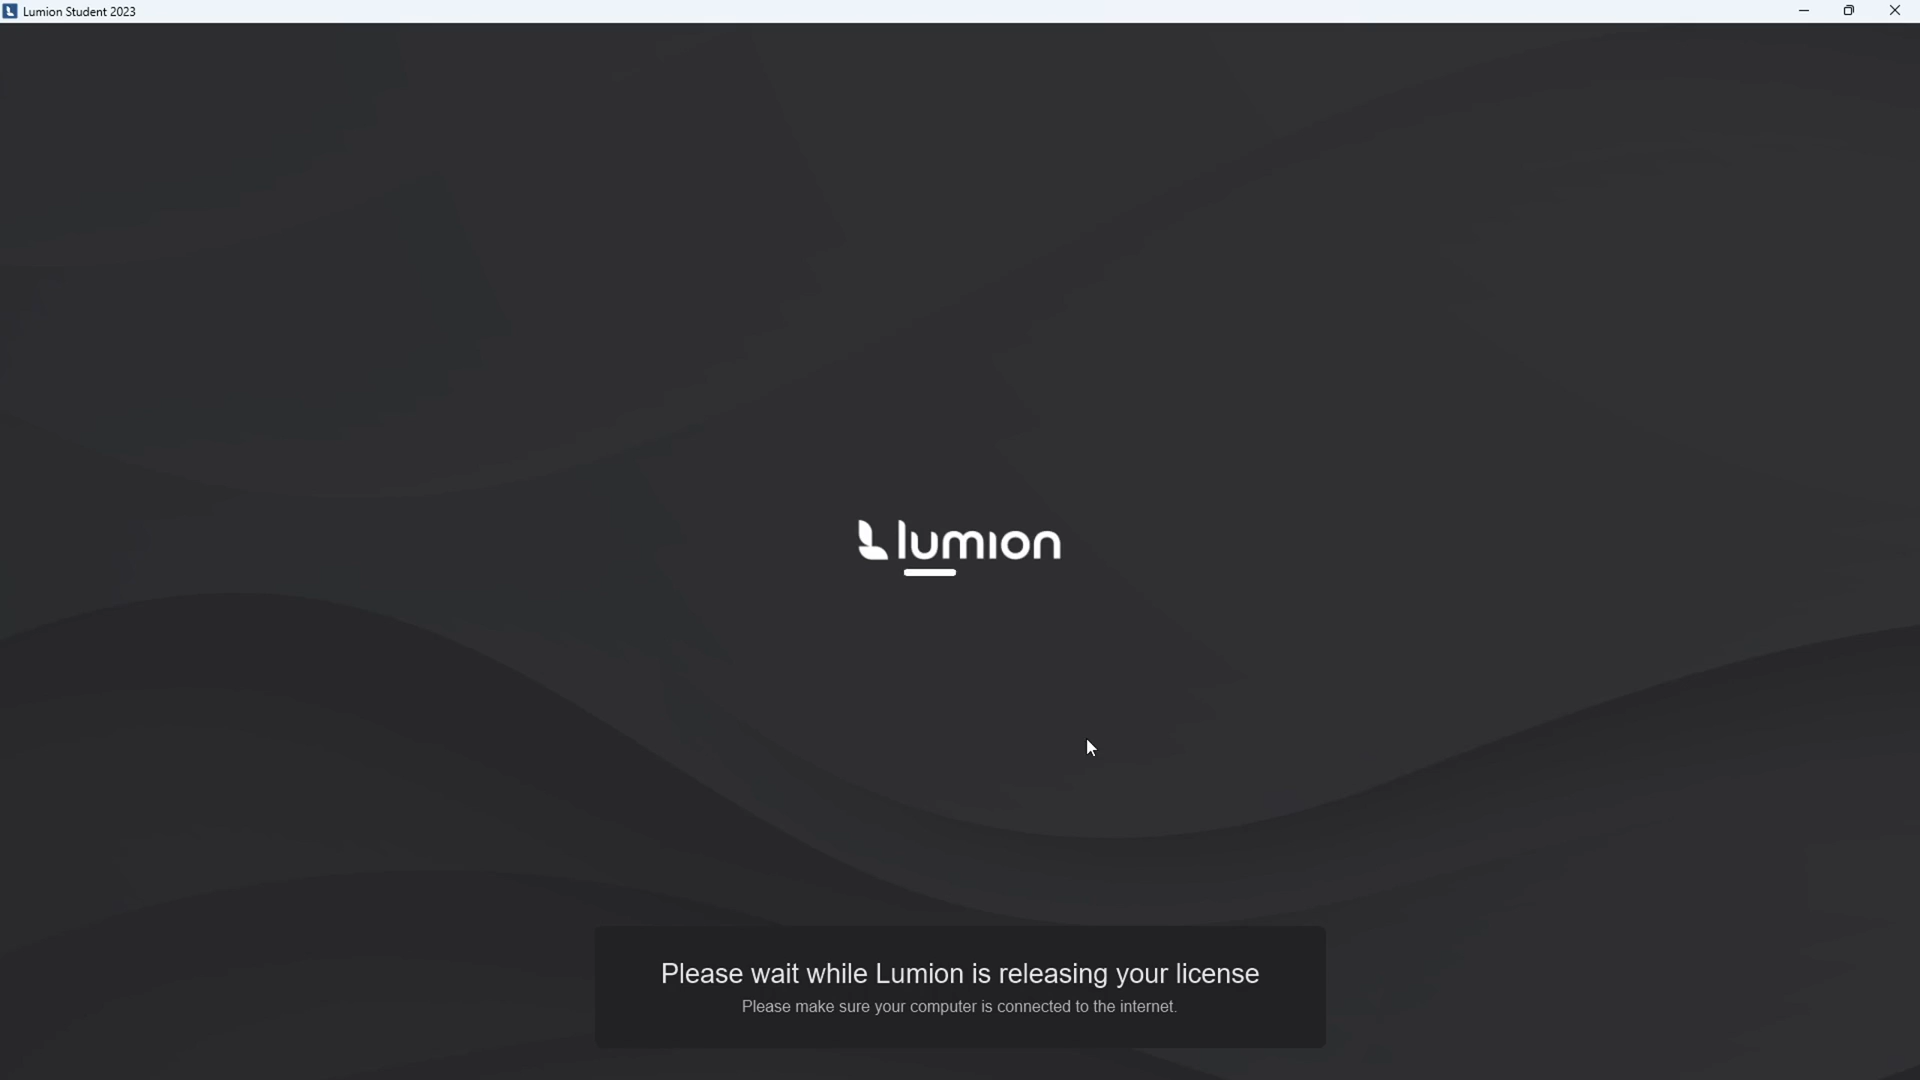 Lumion Student 2023
lumion
Please wait while Lumion is releasing your license
Please make sure your computer is connected to the internet.